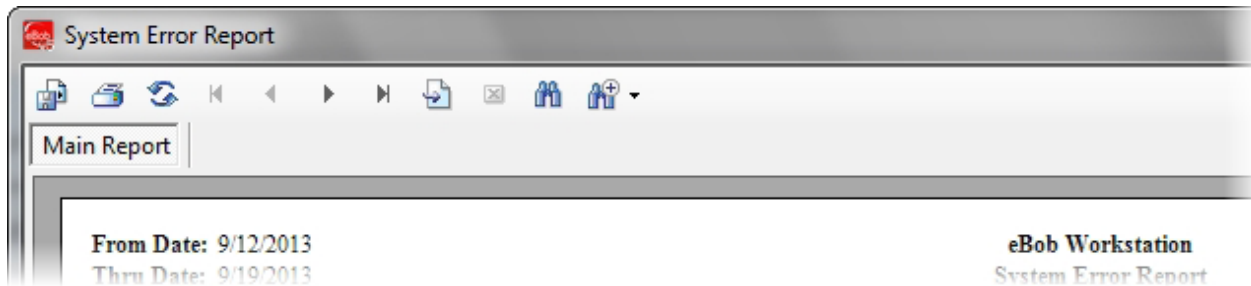 System Error Report
Main Report
From Date: 9/12/2013
eBob Workstation
Thru Date: 9/19/2013
System Error Report